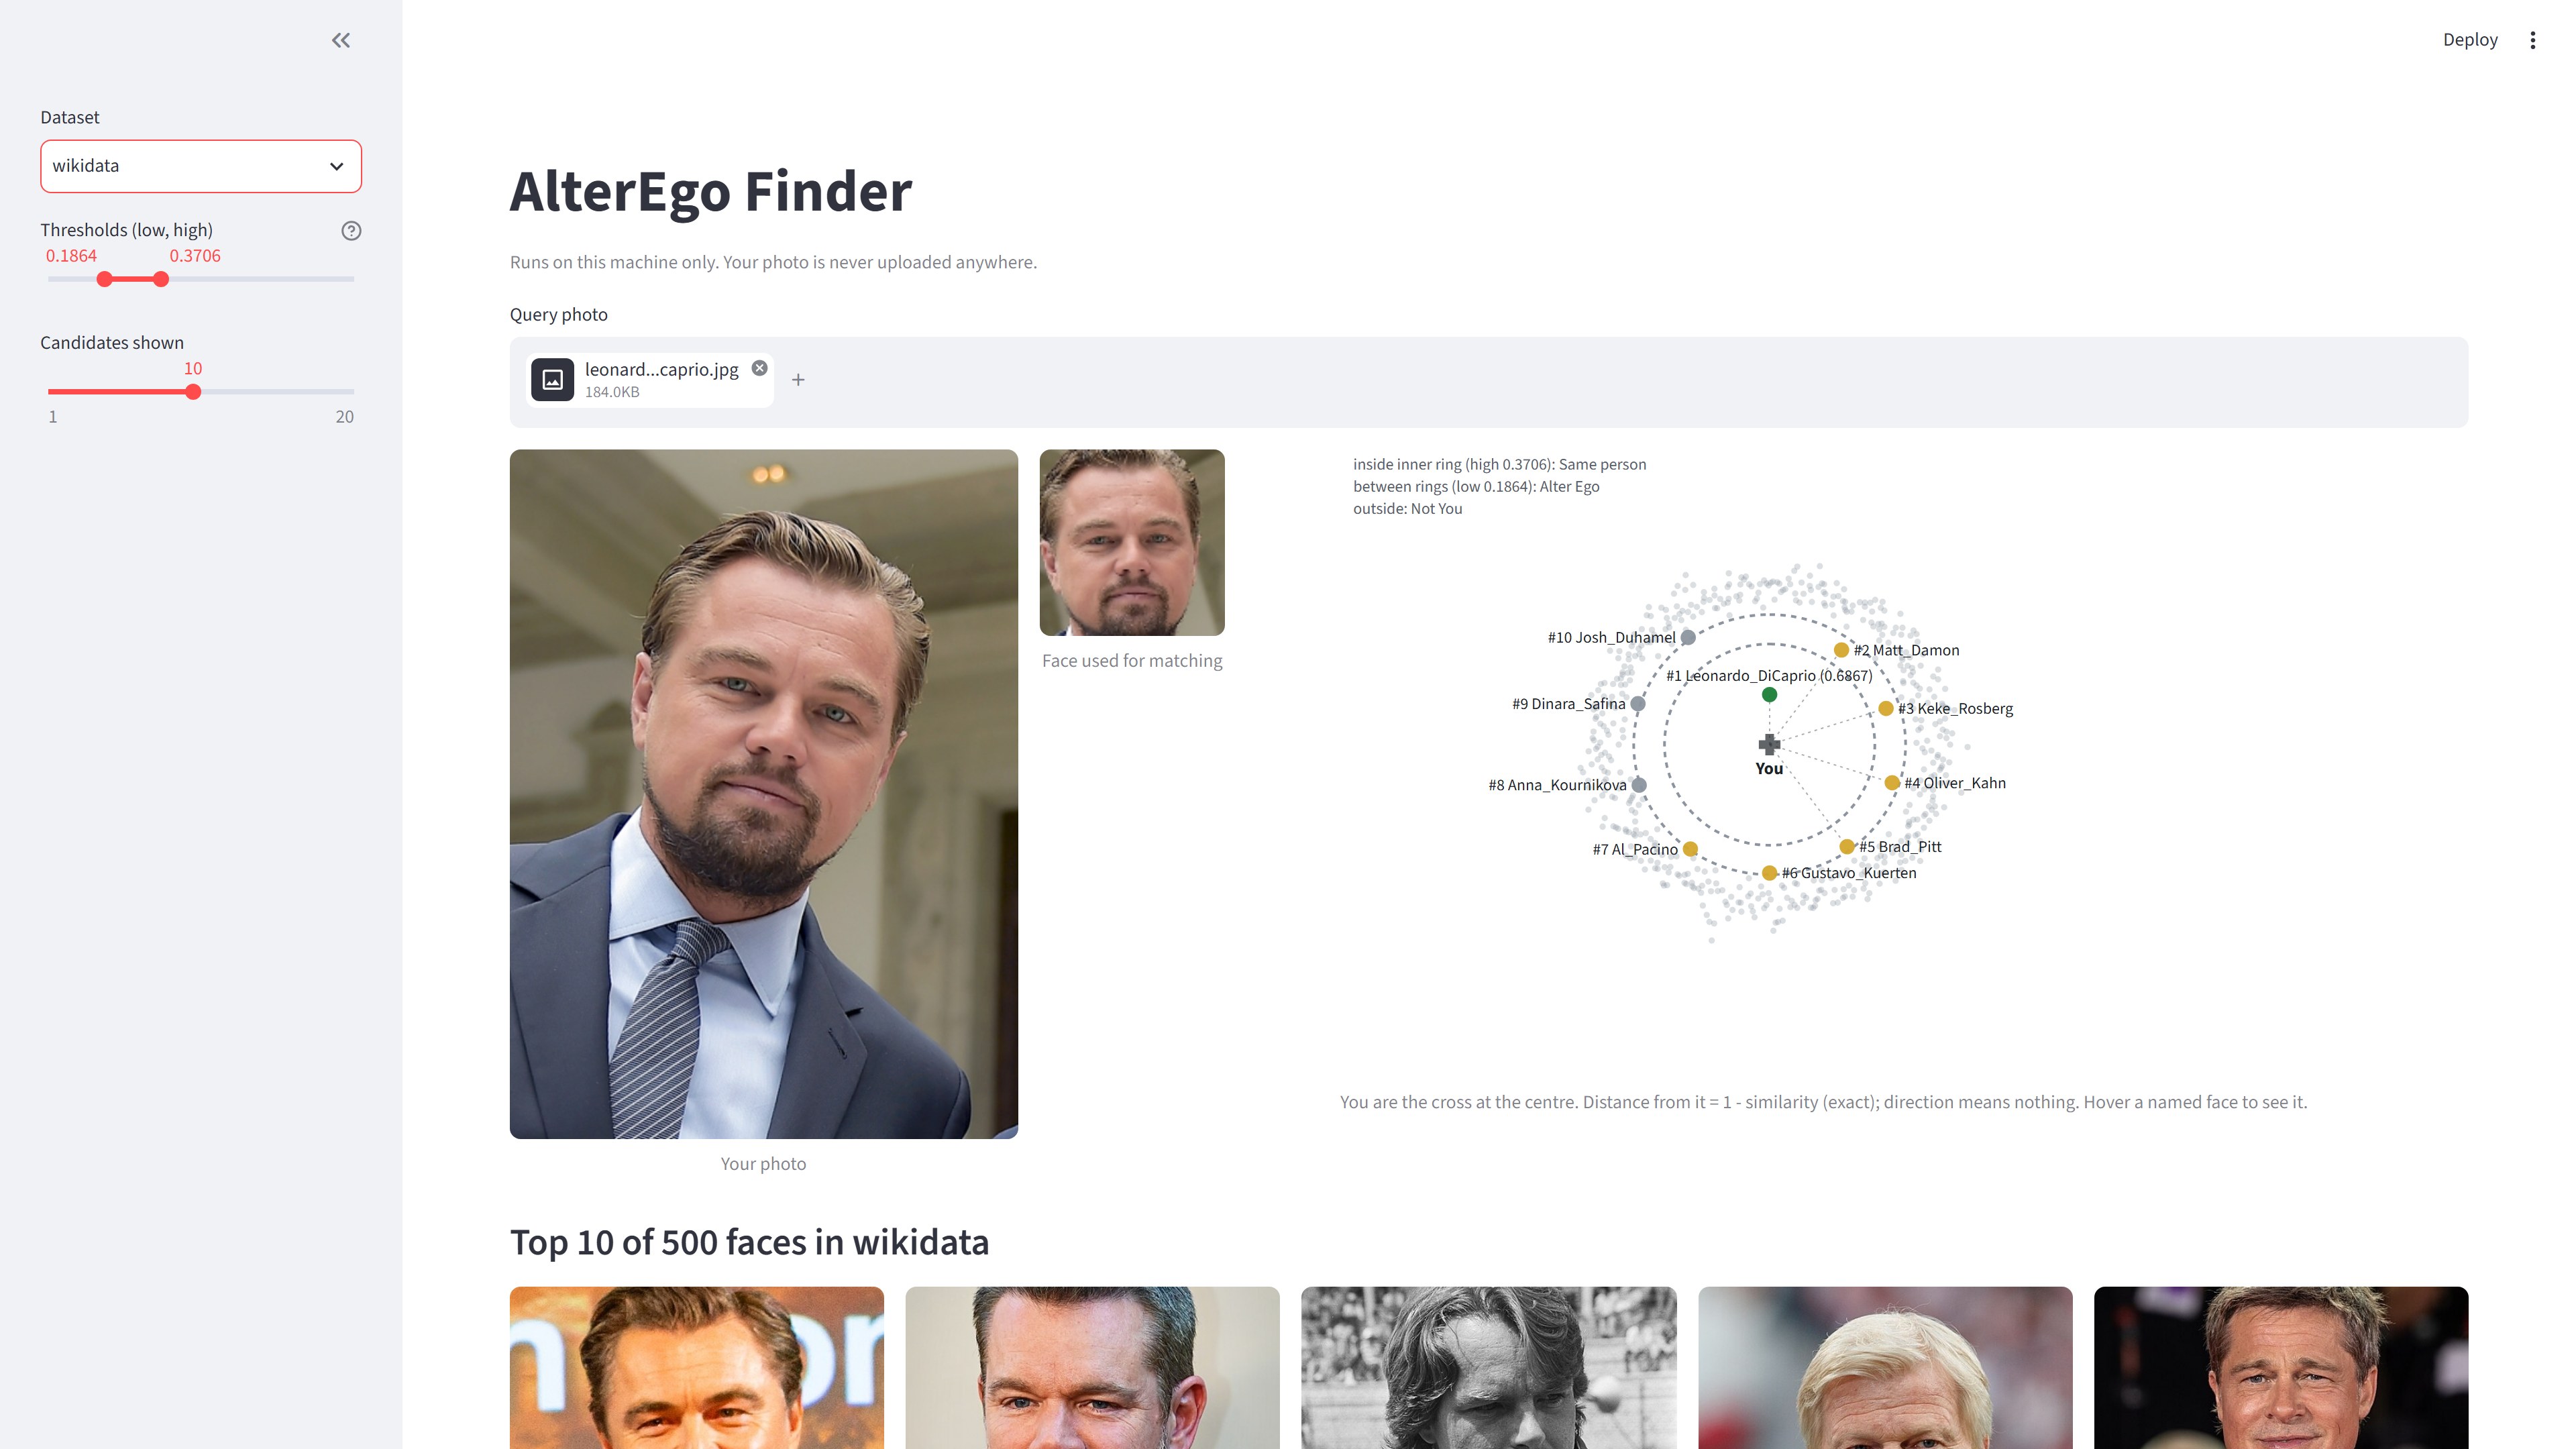 Deploy
Dataset
wikidata
Thresholds (low, high)
0.1864 0.3706
Candidates shown
10
1 20
AlterEgo Finder
Runs on this machine only. Your photo is never uploaded anywhere.
Query photo
leonard...caprio.jpg
184.0KB
Your photo
Face used for matching
inside inner ring (high 0.3706): Same person
between rings (low 0.1864): Alter Ego
outside: Not You
#10 Josh_Duhamel
#2 Matt_Damon
#1 Leonardo_DiCaprio (0.6867)
#9 Dinara_Safina
#3 Keke_Rosberg
You
#8 Anna_Kournikova
#4 Oliver_Kahn
#7 Al_Pacino
#5 Brad_Pitt
#6 Gustavo_Kuerten
You are the cross at the centre. Distance from it = 1 - similarity (exact); direction means nothing. Hover a named face to see it.
Top 10 of 500 faces in wikidata